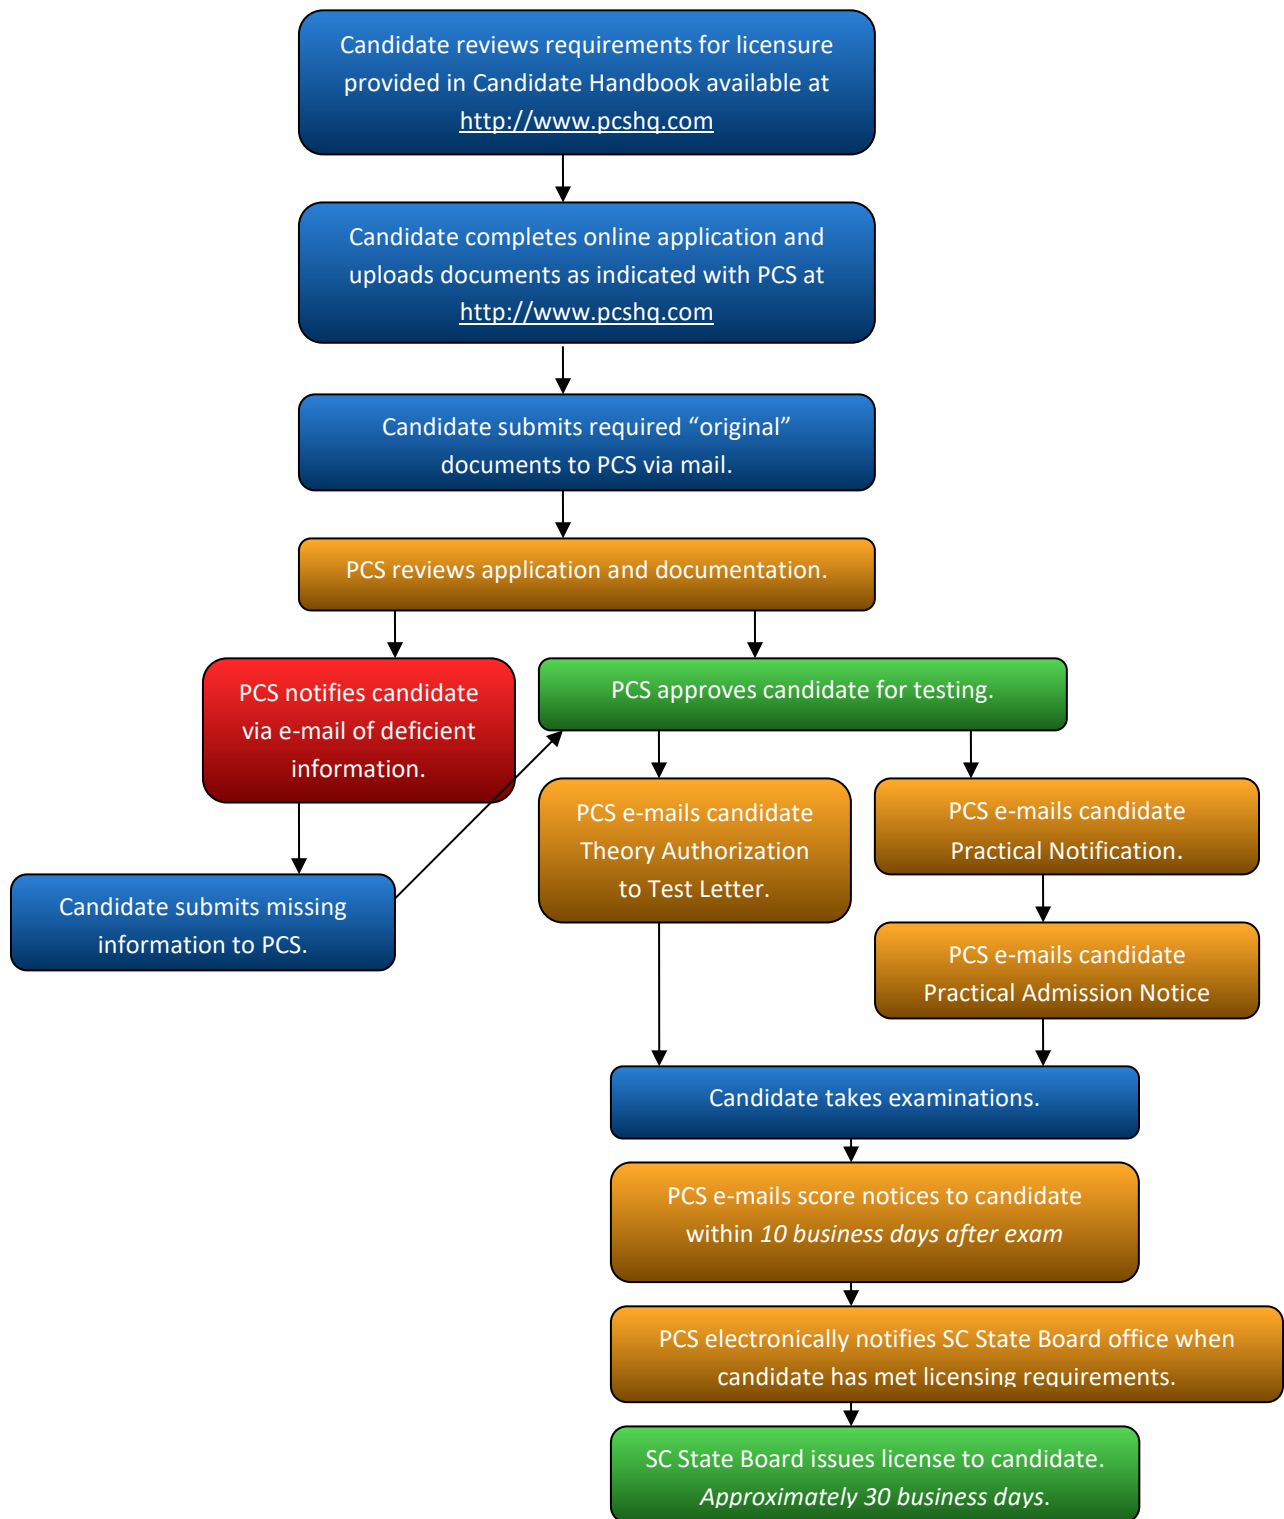 Candidate reviews requirements for licensure
provided in Candidate Handbook available at
http://www.pcshq.com
Candidate completes online application and
uploads documents as indicated with PCS at
http://www.pcshq.com
Candidate submits required “original”
documents to PCS via mail.
PCS reviews application and documentation.
PCS notifies candidate
via e-mail of deficient
information.
PCS approves candidate for testing.
Candidate submits missing
information to PCS.
PCS e-mails candidate
Theory Authorization
to Test Letter.
PCS e-mails candidate
Practical Notification.
PCS e-mails candidate
Practical Admission Notice
Candidate takes examinations.
PCS e-mails score notices to candidate
within 10 business days after exam
PCS electronically notifies SC State Board office when
candidate has met licensing requirements.
SC State Board issues license to candidate.
Approximately 30 business days.